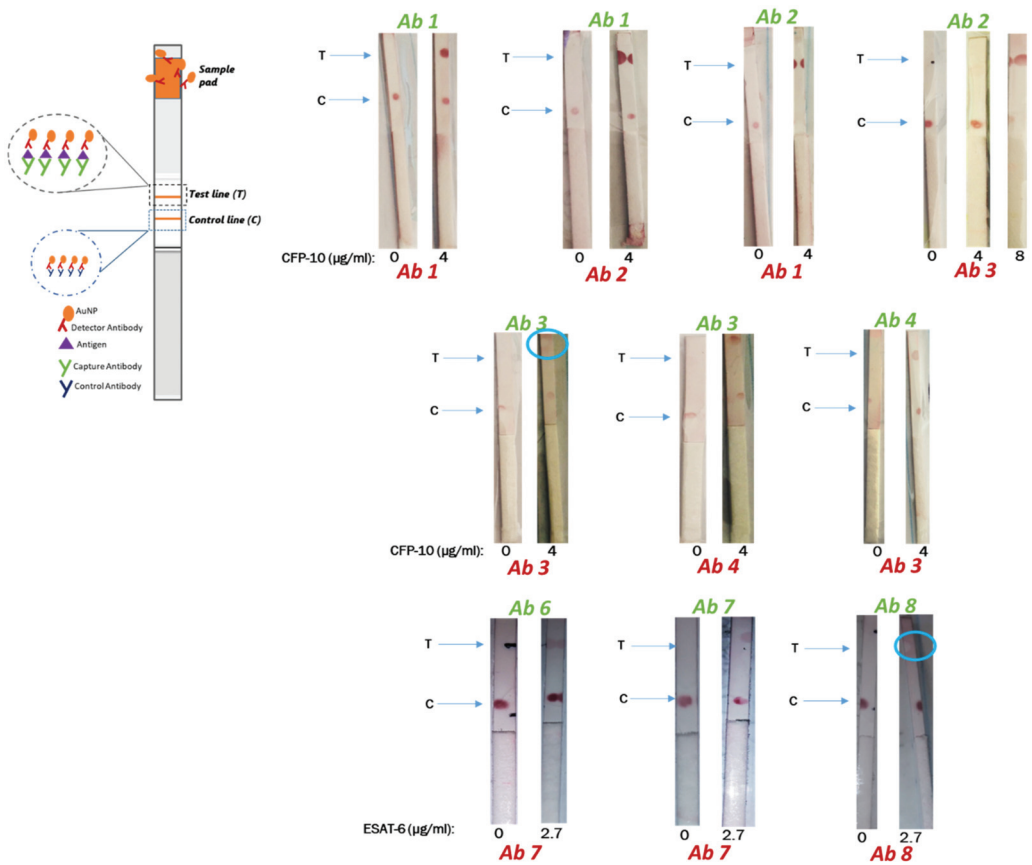 Ab 1
Ab 1
Ab 2
Ab 2
Sample
pad
T
C
T
C
T
C
T
C
Test line (T)
Control line (C)
CFP-10 (µg/ml):
0
4
0
4
0
4
0
4
8
Ab 1
Ab 2
Ab 1
Ab 3
AuNP
Detector Antibody
Antigen
Capture Antibody
Control Antibody
Ab 3
Ab 3
Ab 4
T
C
T
C
T
C
CFP-10 (µg/ml):
0
4
0
4
0
4
Ab 3
Ab 4
Ab 3
Ab 6
Ab 7
Ab 8
T
C
T
C
T
C
ESAT-6 (µg/ml):
0
2.7
0
2.7
0
2.7
Ab 7
Ab 7
Ab 8